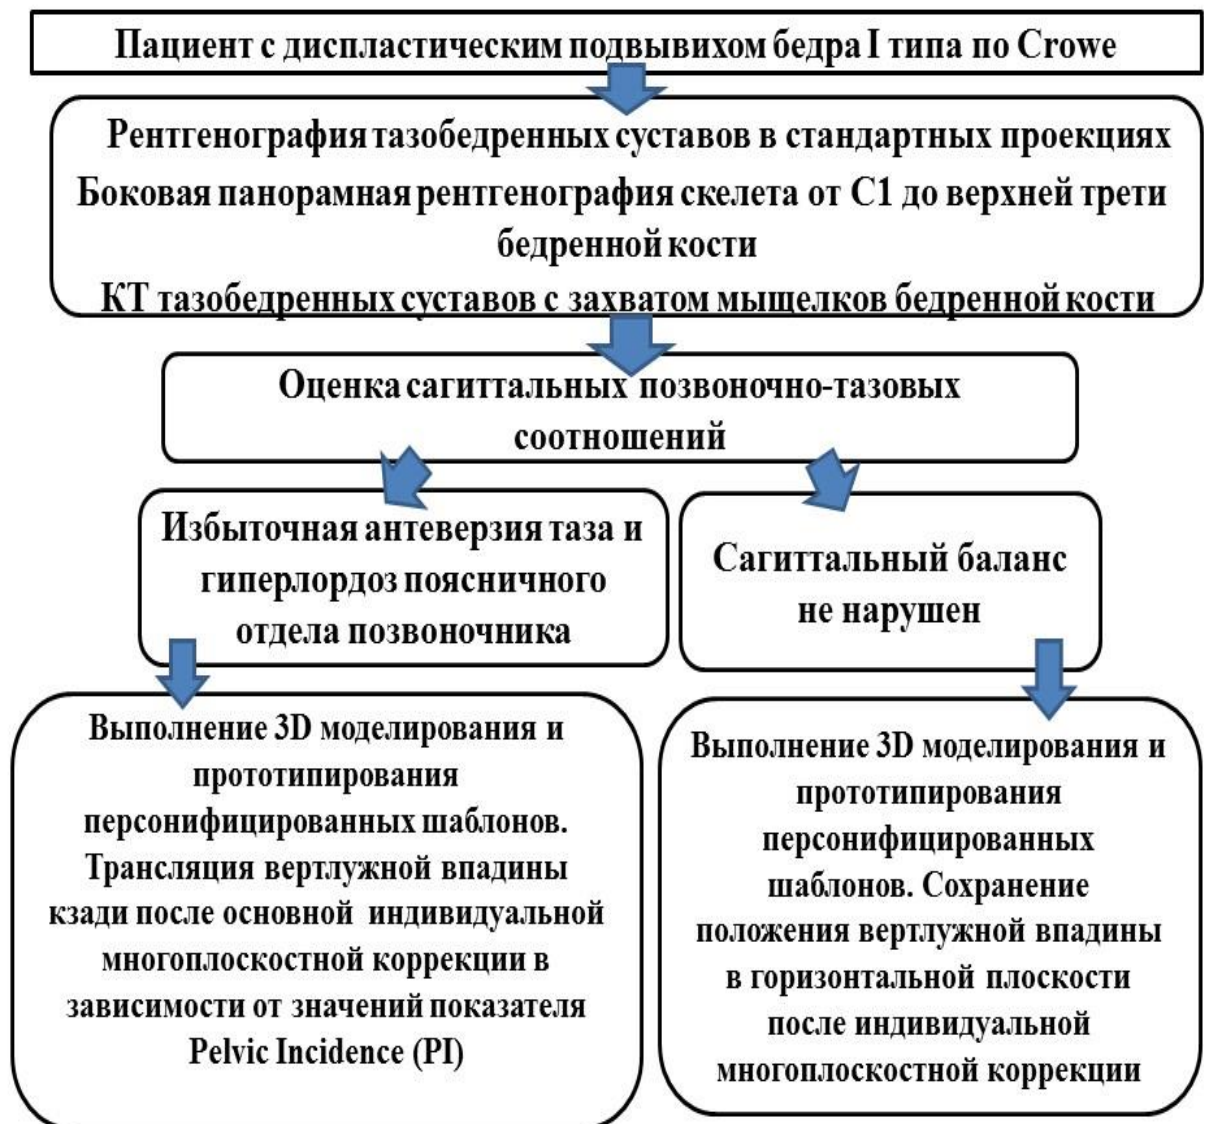 Пациент с диспластическим подвывихом бедра I типа по Crowe
Рентгенография тазобедренных суставов в стандартных проекциях
Боковая панорамная рентгенография скелета от С1 до верхней трети
бедренной кости
КТ тазобедренных суставов с захватом мыщелков бедренной кости
Оценка сагиттальных позвоночно-тазовых
соотношений
Избыточная антеверзия таза и
гиперлордоз поясничного
отдела позвоночника
Сагиттальный баланс
не нарушен
Выполнение 3D моделирования и
прототипирования
персонифицированных шаблонов.
Трансляция вертлужной впадины
кзади после основной индивидуальной
многоплоскостной коррекции в
зависимости от значений показателя
Pelvic Incidence (PI)
Выполнение 3D моделирования и
прототипирования
персонифицированных
шаблонов. Сохранение
положения вертлужной впадины
в горизонтальной плоскости
после индивидуальной
многоплоскостной коррекции